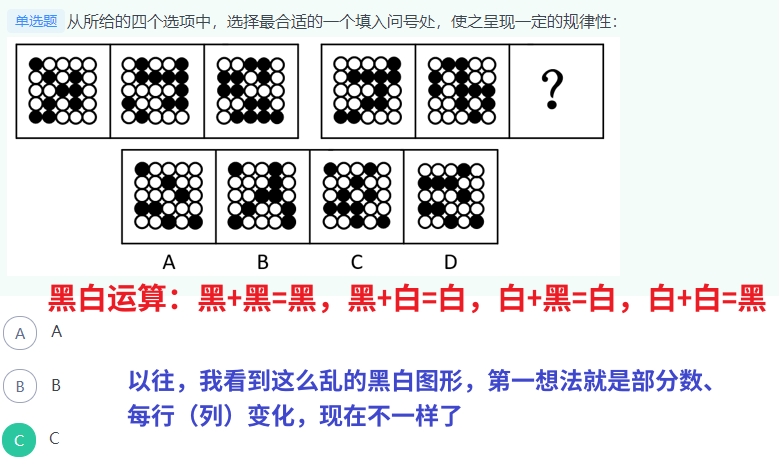 单选题 从所给的四个选项中，选择最合适的一个填入问号处，使之呈现一定的规律性：
?
A B C D
黑白运算：黑+黑=黑，黑+白=白，白+黑=白，白+白=黑
A A
以往，我看到这么乱的黑白图形，第一想法就是部分数、
B B
每行（列）变化，现在不一样了
C C